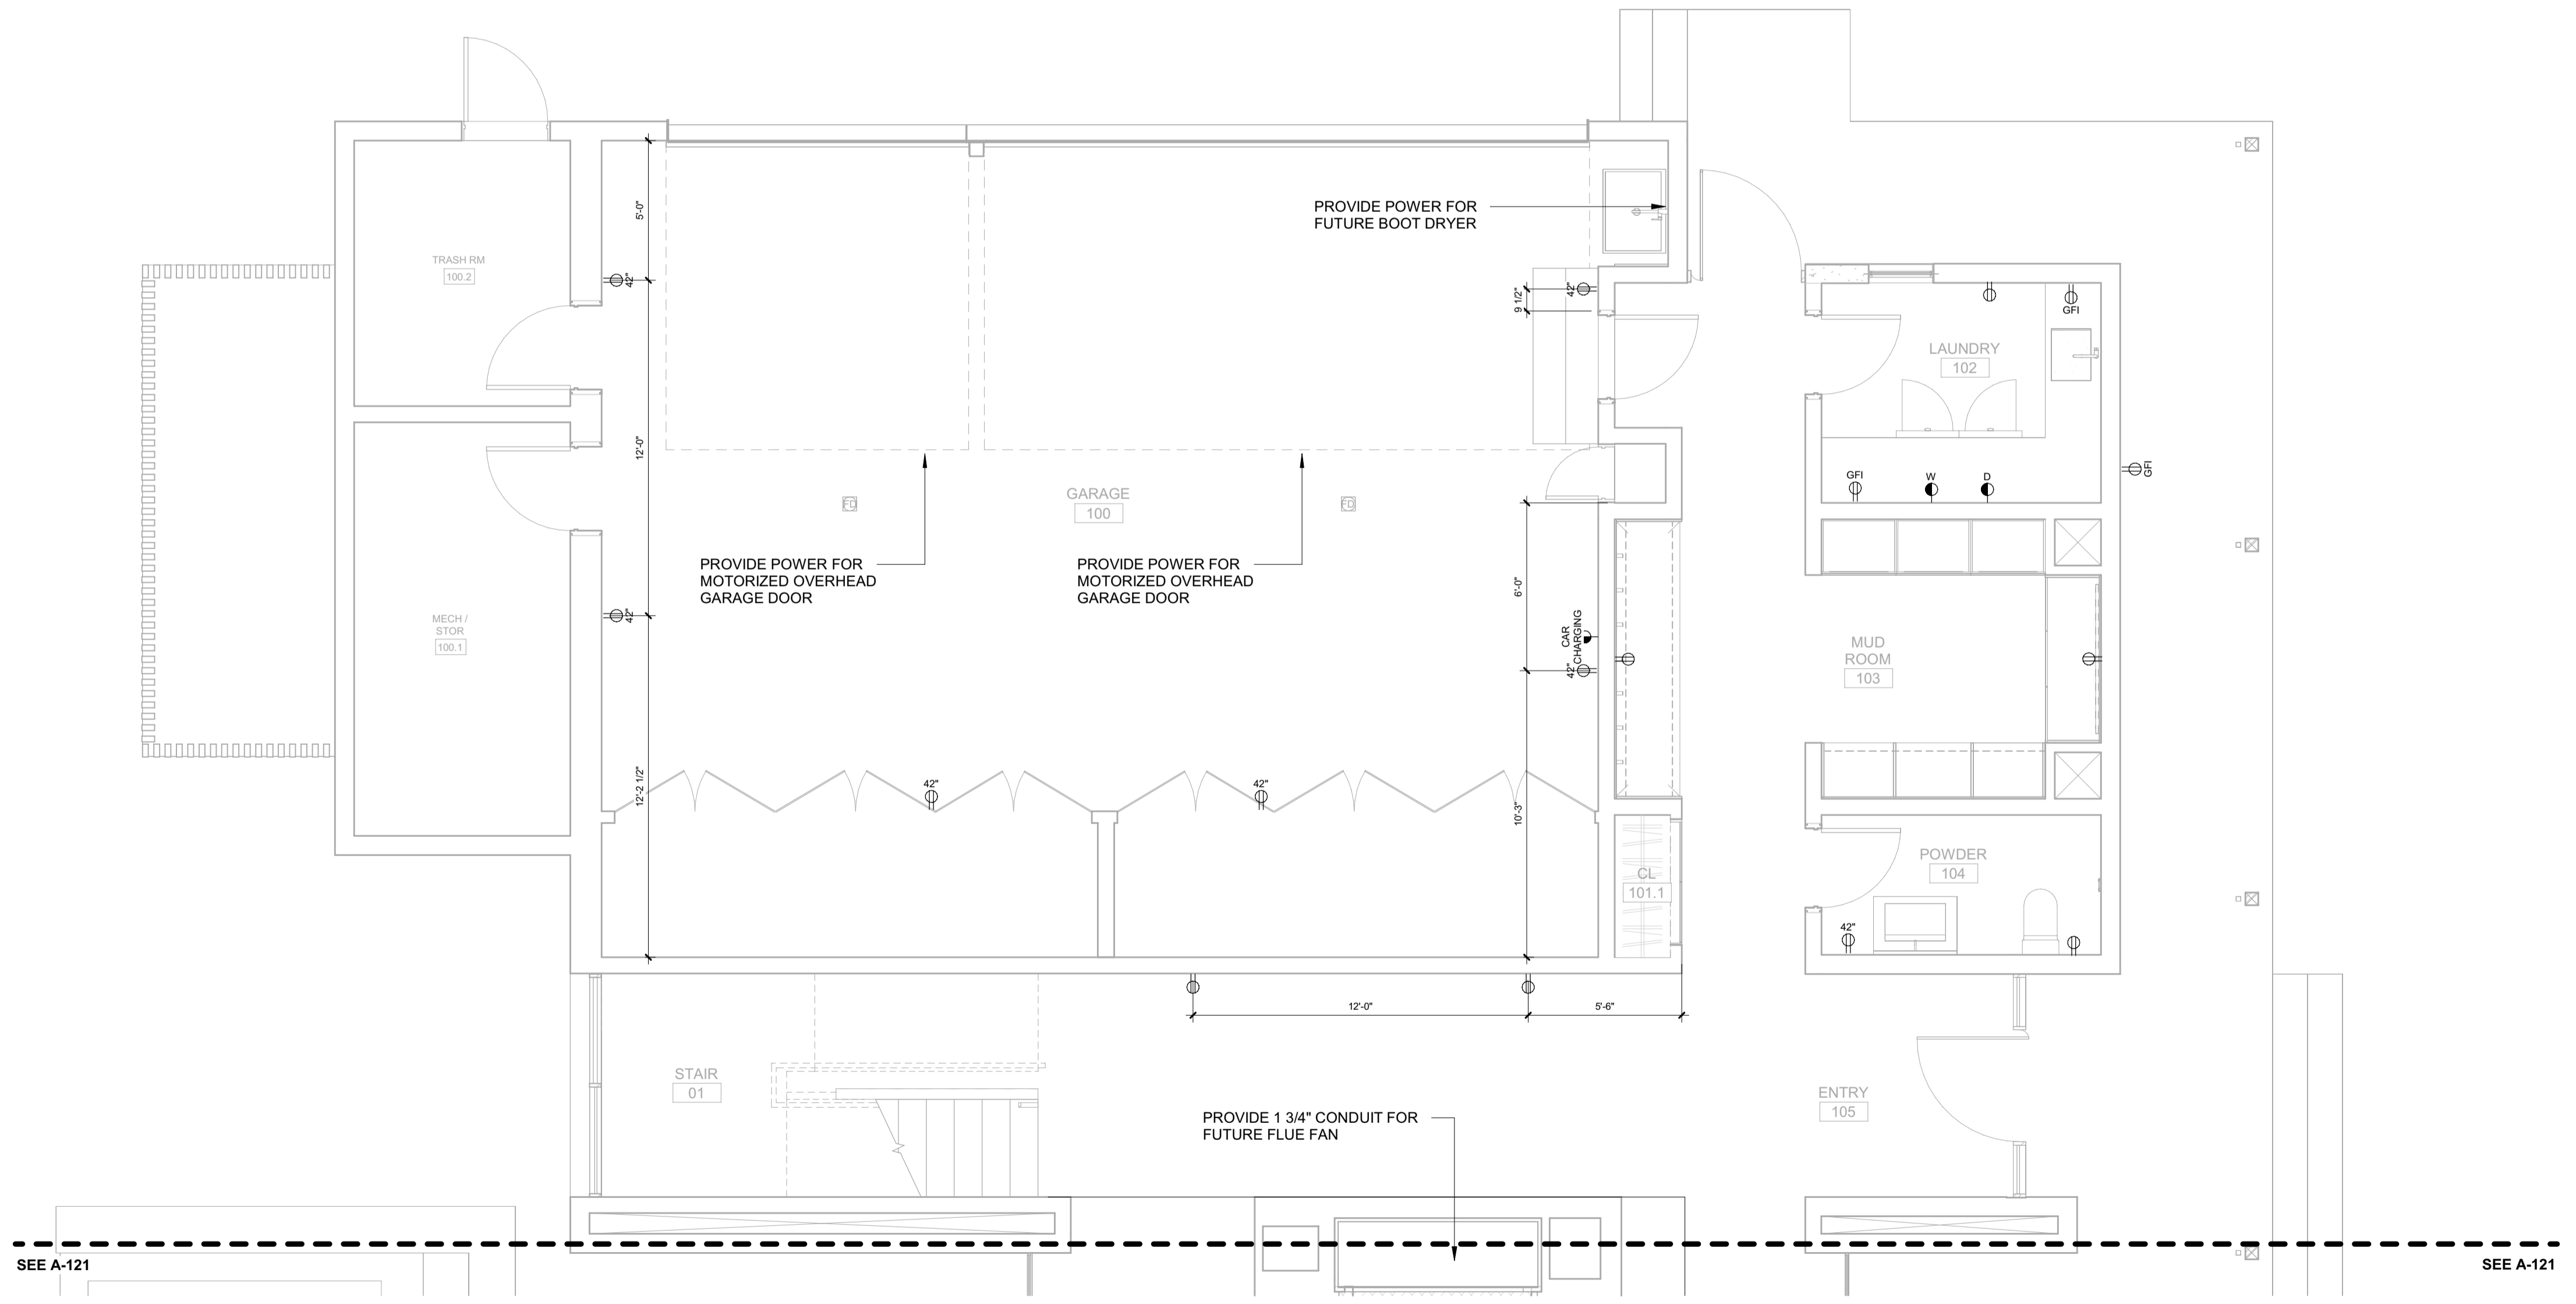 PROVIDE POWER FOR
FUTURE BOOT DRYER
5'-0"
TRASH RM
100.2
42"
42"
9 1/2"
GFI
LAUNDRY
102
12'-0"
GFI
W
D
GFI
GARAGE
100
FD
FD
PROVIDE POWER FOR
MOTORIZED OVERHEAD
GARAGE DOOR
PROVIDE POWER FOR
MOTORIZED OVERHEAD
GARAGE DOOR
6'-0"
MECH /
STOR
100.1
42"
CAR
CHARGING
42"
MUD
ROOM
103
12'-2 1/2"
42"
42"
10'-3"
CL
101.1
POWDER
104
42"
12'-0"
5'-6"
STAIR
01
ENTRY
105
PROVIDE 1 3/4" CONDUIT FOR
FUTURE FLUE FAN
SEE A-121
SEE A-121